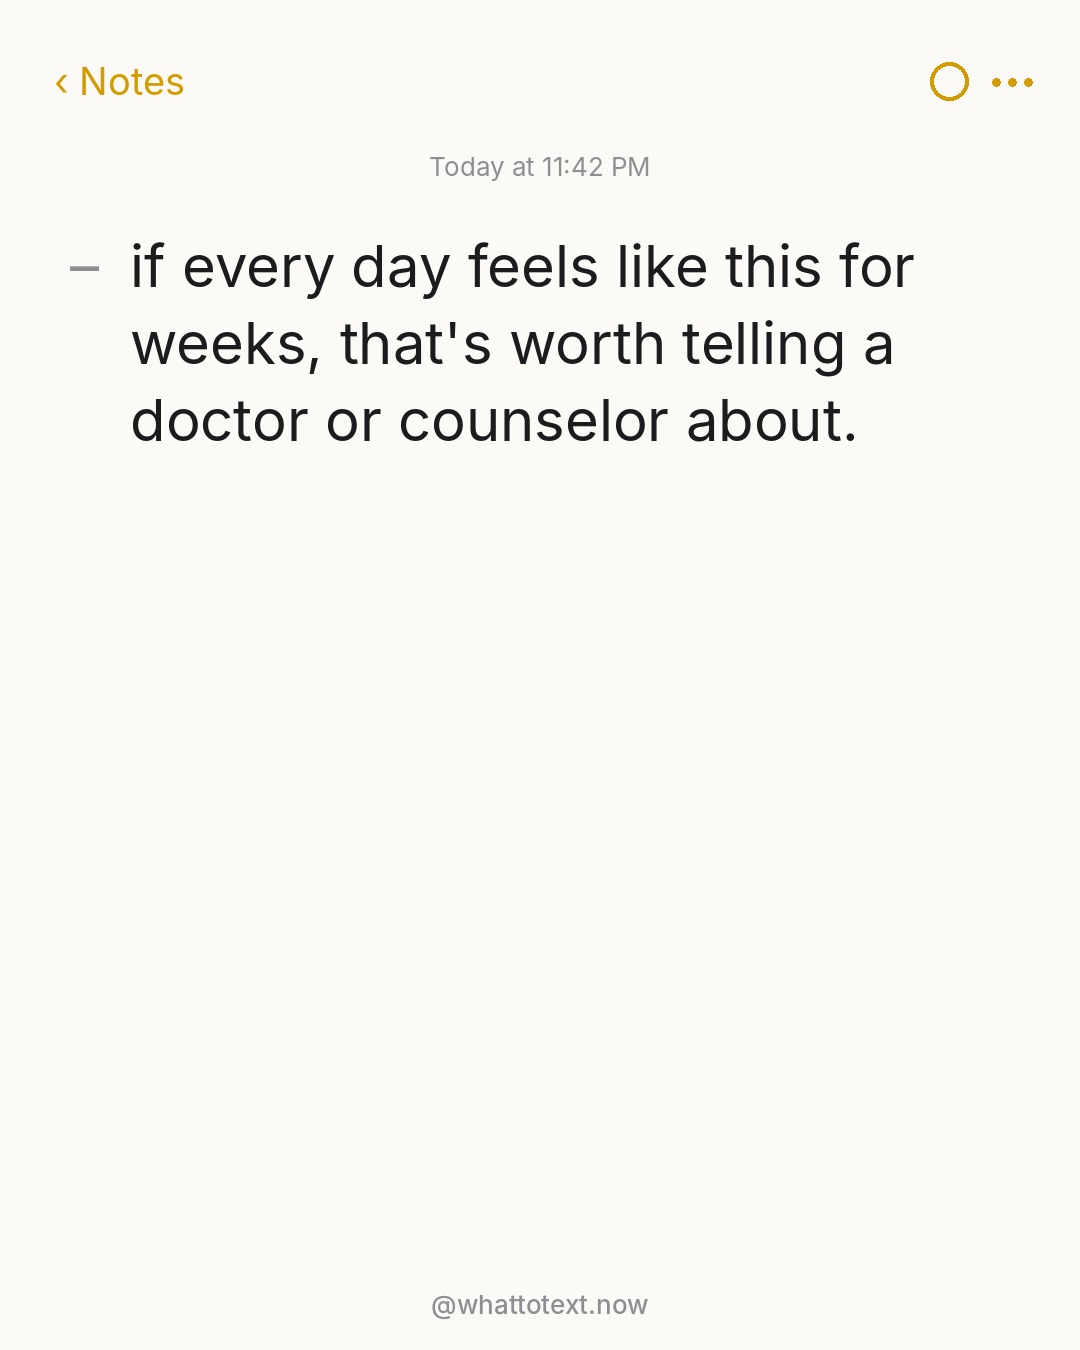 ‹ Notes
Today at 11:42 PM
– if every day feels like this for
weeks, that's worth telling a
doctor or counselor about.
@whattotext.now